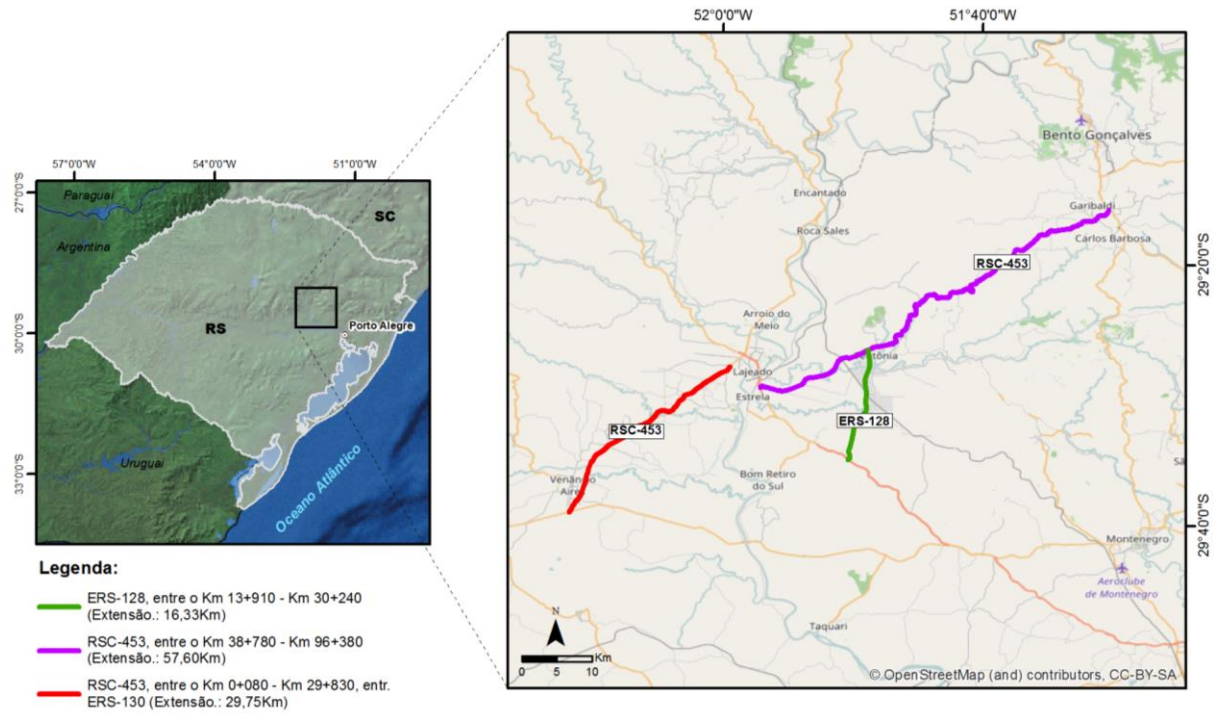 52°0'0"W
51°40'0"W
57°0'0"W
54°0'0"W
51°0'0"W
27°0'0"S
30°0'0"S
33°0'0"S
Paraguai
Argentina
SC
RS
Porto Alegre
Uruguai
Oceano Atlântico
Bento Gonçalves
Encantado
Garibaldi
Roca Sales
Carlos Barbosa
RSC-453
29°20'0"S
Arroio do
Meio
Lajeado
Estrela
ERS-128
RSC-453
Bom Retiro
do Sul
Venâncio
Aires
29°40'0"S
Montenegro
Aeroclube
de Montenegro
Taquari
N
0 5 10
Km
© OpenStreetMap (and) contributors, CC-BY-SA
Legenda:
ERS-128, entre o Km 13+910 - Km 30+240
(Extensão.: 16,33Km)
RSC-453, entre o Km 38+780 - Km 96+380
(Extensão.: 57,60Km)
RSC-453, entre o Km 0+080 - Km 29+830, entr.
ERS-130 (Extensão.: 29,75Km)